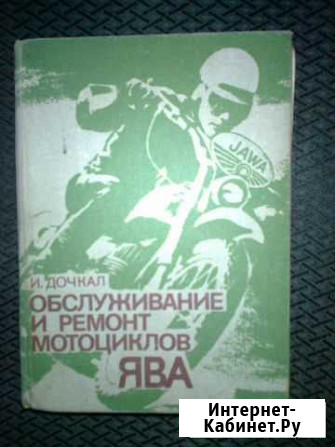 JAWA
И. ДОЧКАЛ
ОБСЛУЖИВАНИЕ
И РЕМОНТ
МОТОЦИКЛОВ
ЯВА
Интернет-
Кабинет.Ру